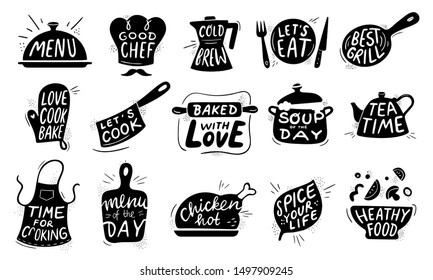 MENU
GOOD
CHEF
COLD
BREW
LET'S
EAT
BEST
GRILL
LOVE
COOK
BAKE
LET'S
COOK
BAKED
WITH
LOVE
SOUP
OF THE
DAY
TEA
TIME
TIME
FOR
COOKING
menu
of the
DAY
chicken
hot
SPICE
YOUR
LIFE
HEATHY
FOOD
shutterstock.com · 1497909245